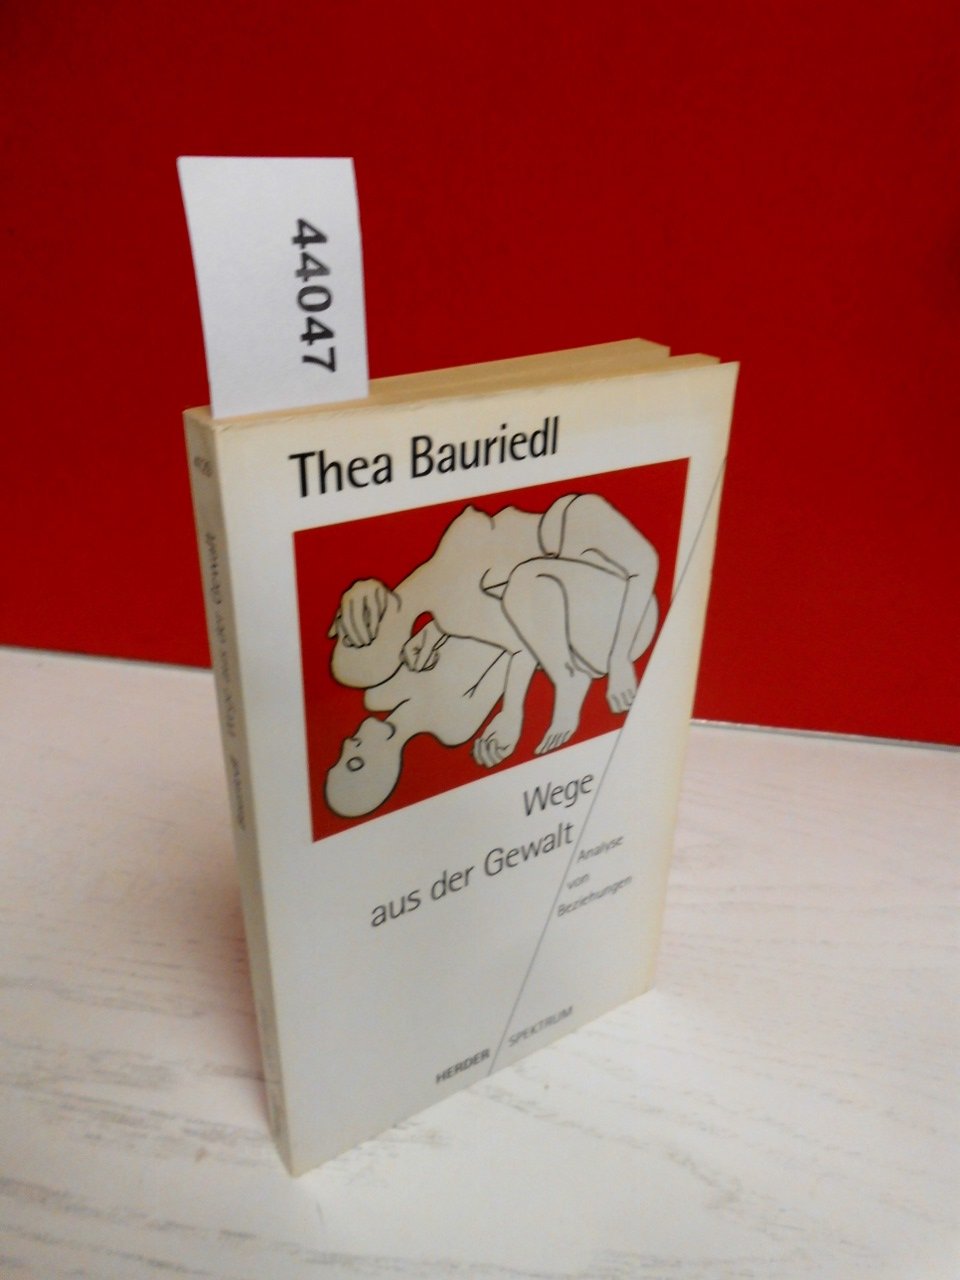 44047
Thea Bauriedl
Wege
aus der Gewalt
Analyse
von
Beziehungen
HERDER SPEKTRUM